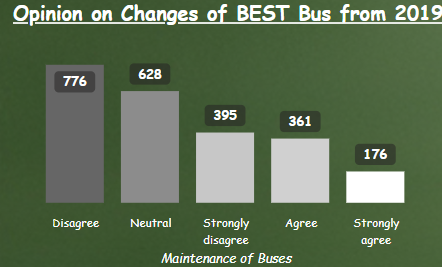 Opinion on Changes of BEST Bus from 2019
776
628
395
361
176
Disagree
Neutral
Strongly
disagree
Agree
Strongly
agree
Maintenance of Buses